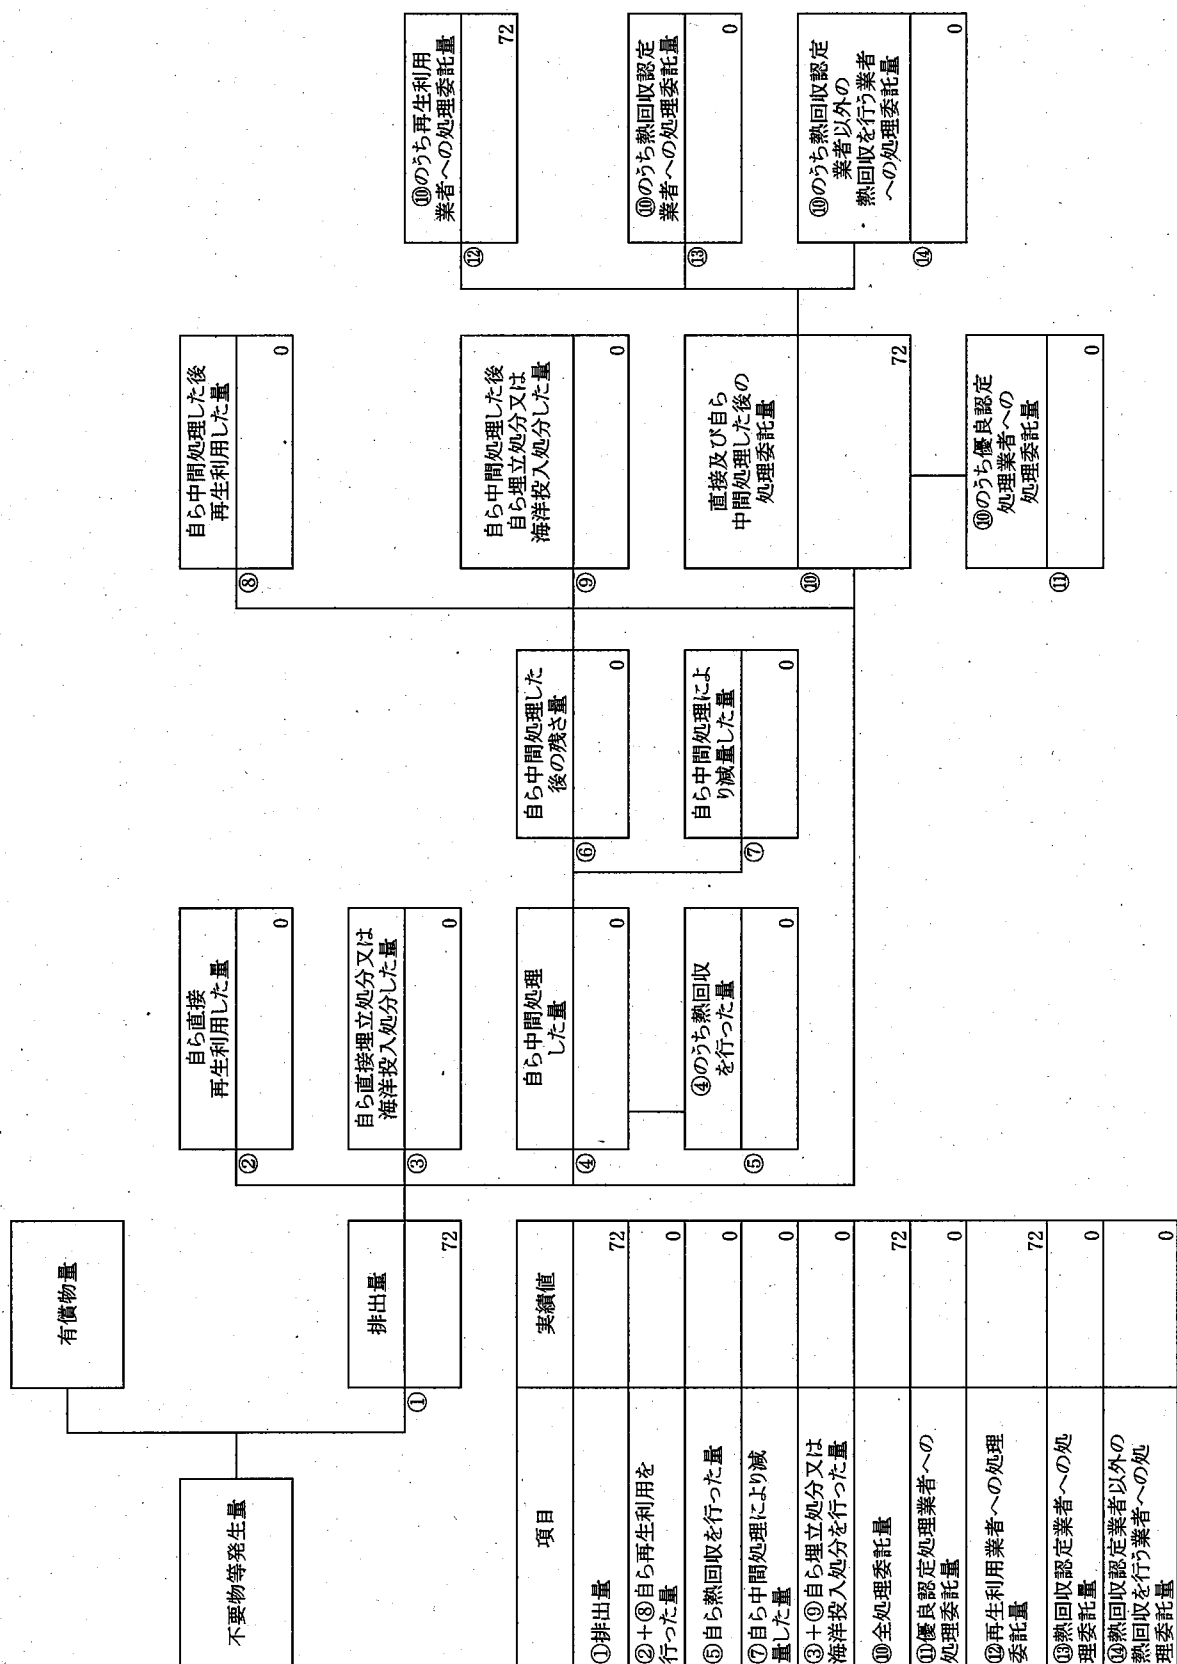 不要物等発生量
有償物量
排出量
①
72
自ら直接
再生利用した量
②
0
自ら直接埋立処分又は
海洋投入処分した量
③
0
自ら中間処理
した量
④
0
④のうち熱回収
を行った量
⑤
0
自ら中間処理した
後の残さ量
⑥
0
自ら中間処理によ
り減量した量
⑦
0
自ら中間処理した後
再生利用した量
⑧
0
自ら中間処理した後
自ら埋立処分又は
海洋投入処分した量
⑨
0
直接及び自ら
中間処理した後の
処理委託量
⑩
72
⑩のうち優良認定
処理業者への
処理委託量
⑪
0
⑩のうち再生利用
業者への処理委託量
⑫
72
⑩のうち熱回収認定
業者への処理委託量
⑬
0
⑩のうち熱回収認定
業者以外の
熱回収を行う業者
への処理委託量
⑭
0
項目 実績値
①排出量 72
②+⑧自ら再生利用を
行った量 0
⑤自ら熱回収を行った量 0
⑦自ら中間処理により減
量した量 0
③+⑨自ら埋立処分又は
海洋投入処分を行った量 0
⑩全処理委託量 72
⑪優良認定処理業者への
処理委託量 0
⑫再生利用業者への処理
委託量 72
⑬熱回収認定業者への処
理委託量 0
⑭熱回収認定業者以外の
熱回収を行う業者への処
理委託量 0